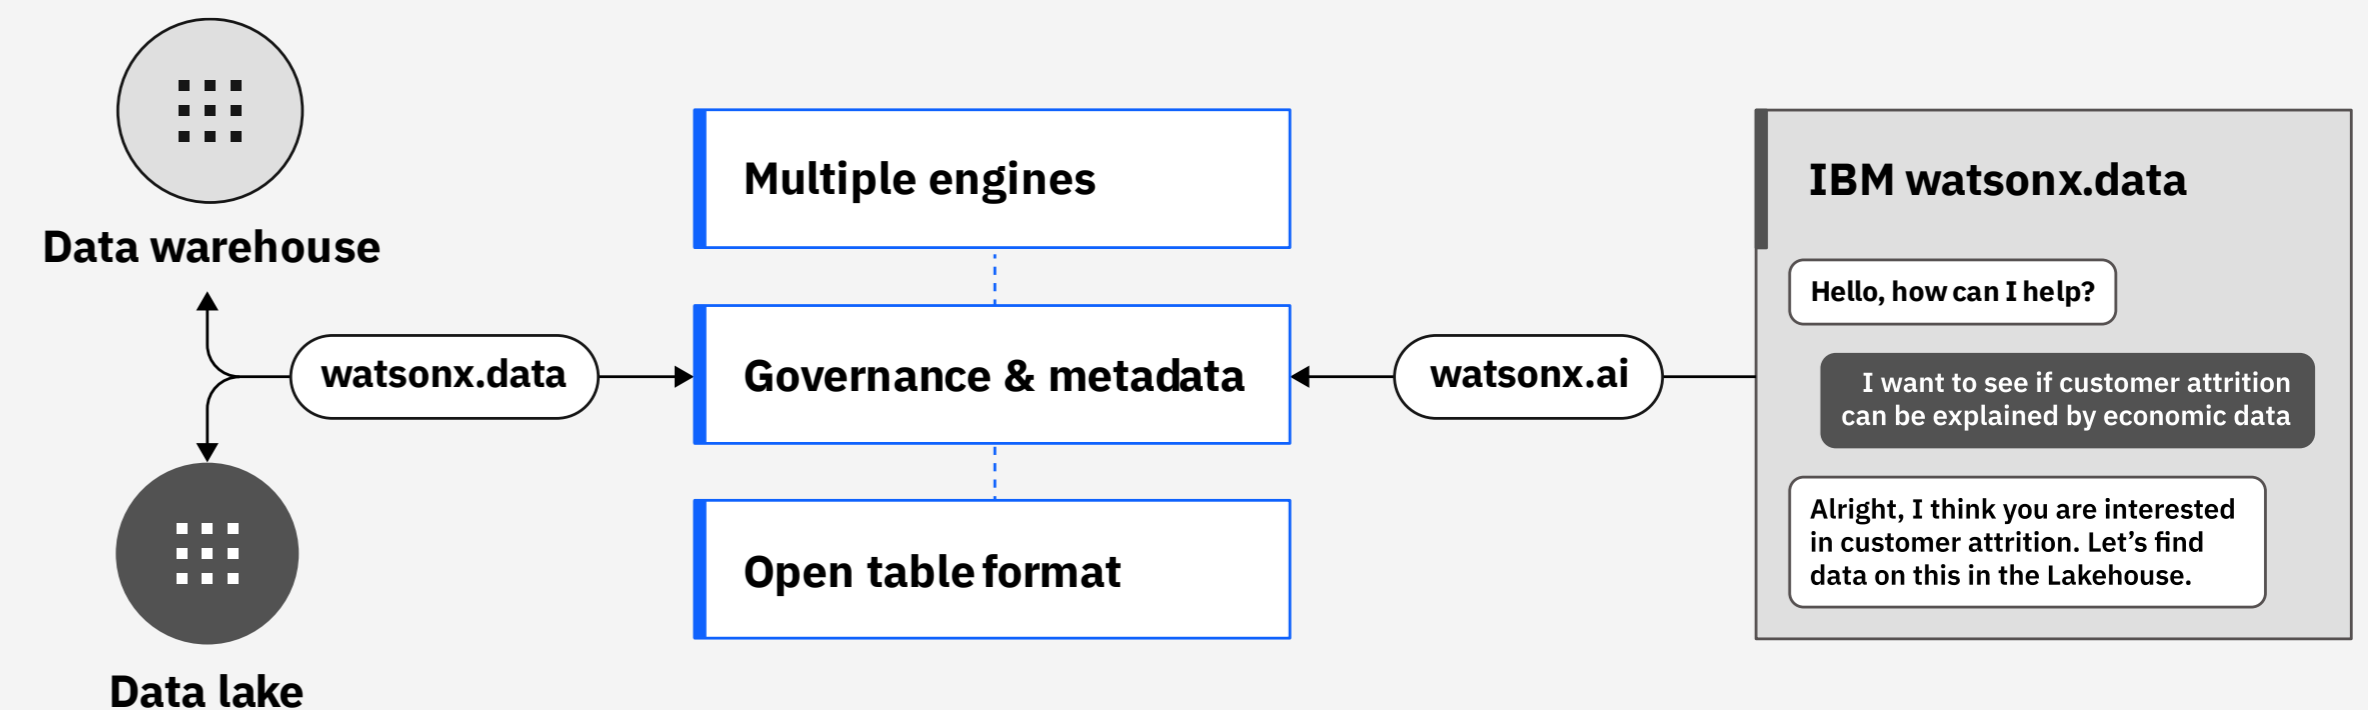 Data warehouse
watsonx.data
Data lake
Multiple engines
Governance & metadata
Open table format
watsonx.ai
IBM watsonx.data
Hello, how can I help?
I want to see if customer attrition
can be explained by economic data
Alright, I think you are interested
in customer attrition. Let’s find
data on this in the Lakehouse.